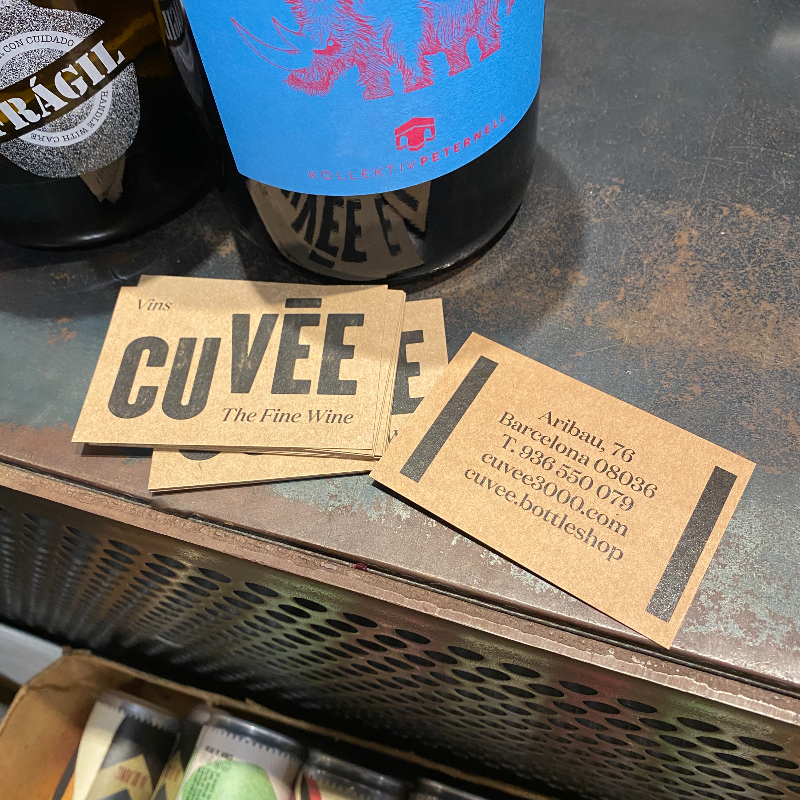 CON CUIDADO
FRÁGIL
HANDLE WITH CARE
KOLLEKTIVPETERNELL
Vins
CUVĒE
The Fine Wine
E
Aribau, 76
Barcelona 08036
T. 936 550 079
cuvee3000.com
cuvee.bottleshop